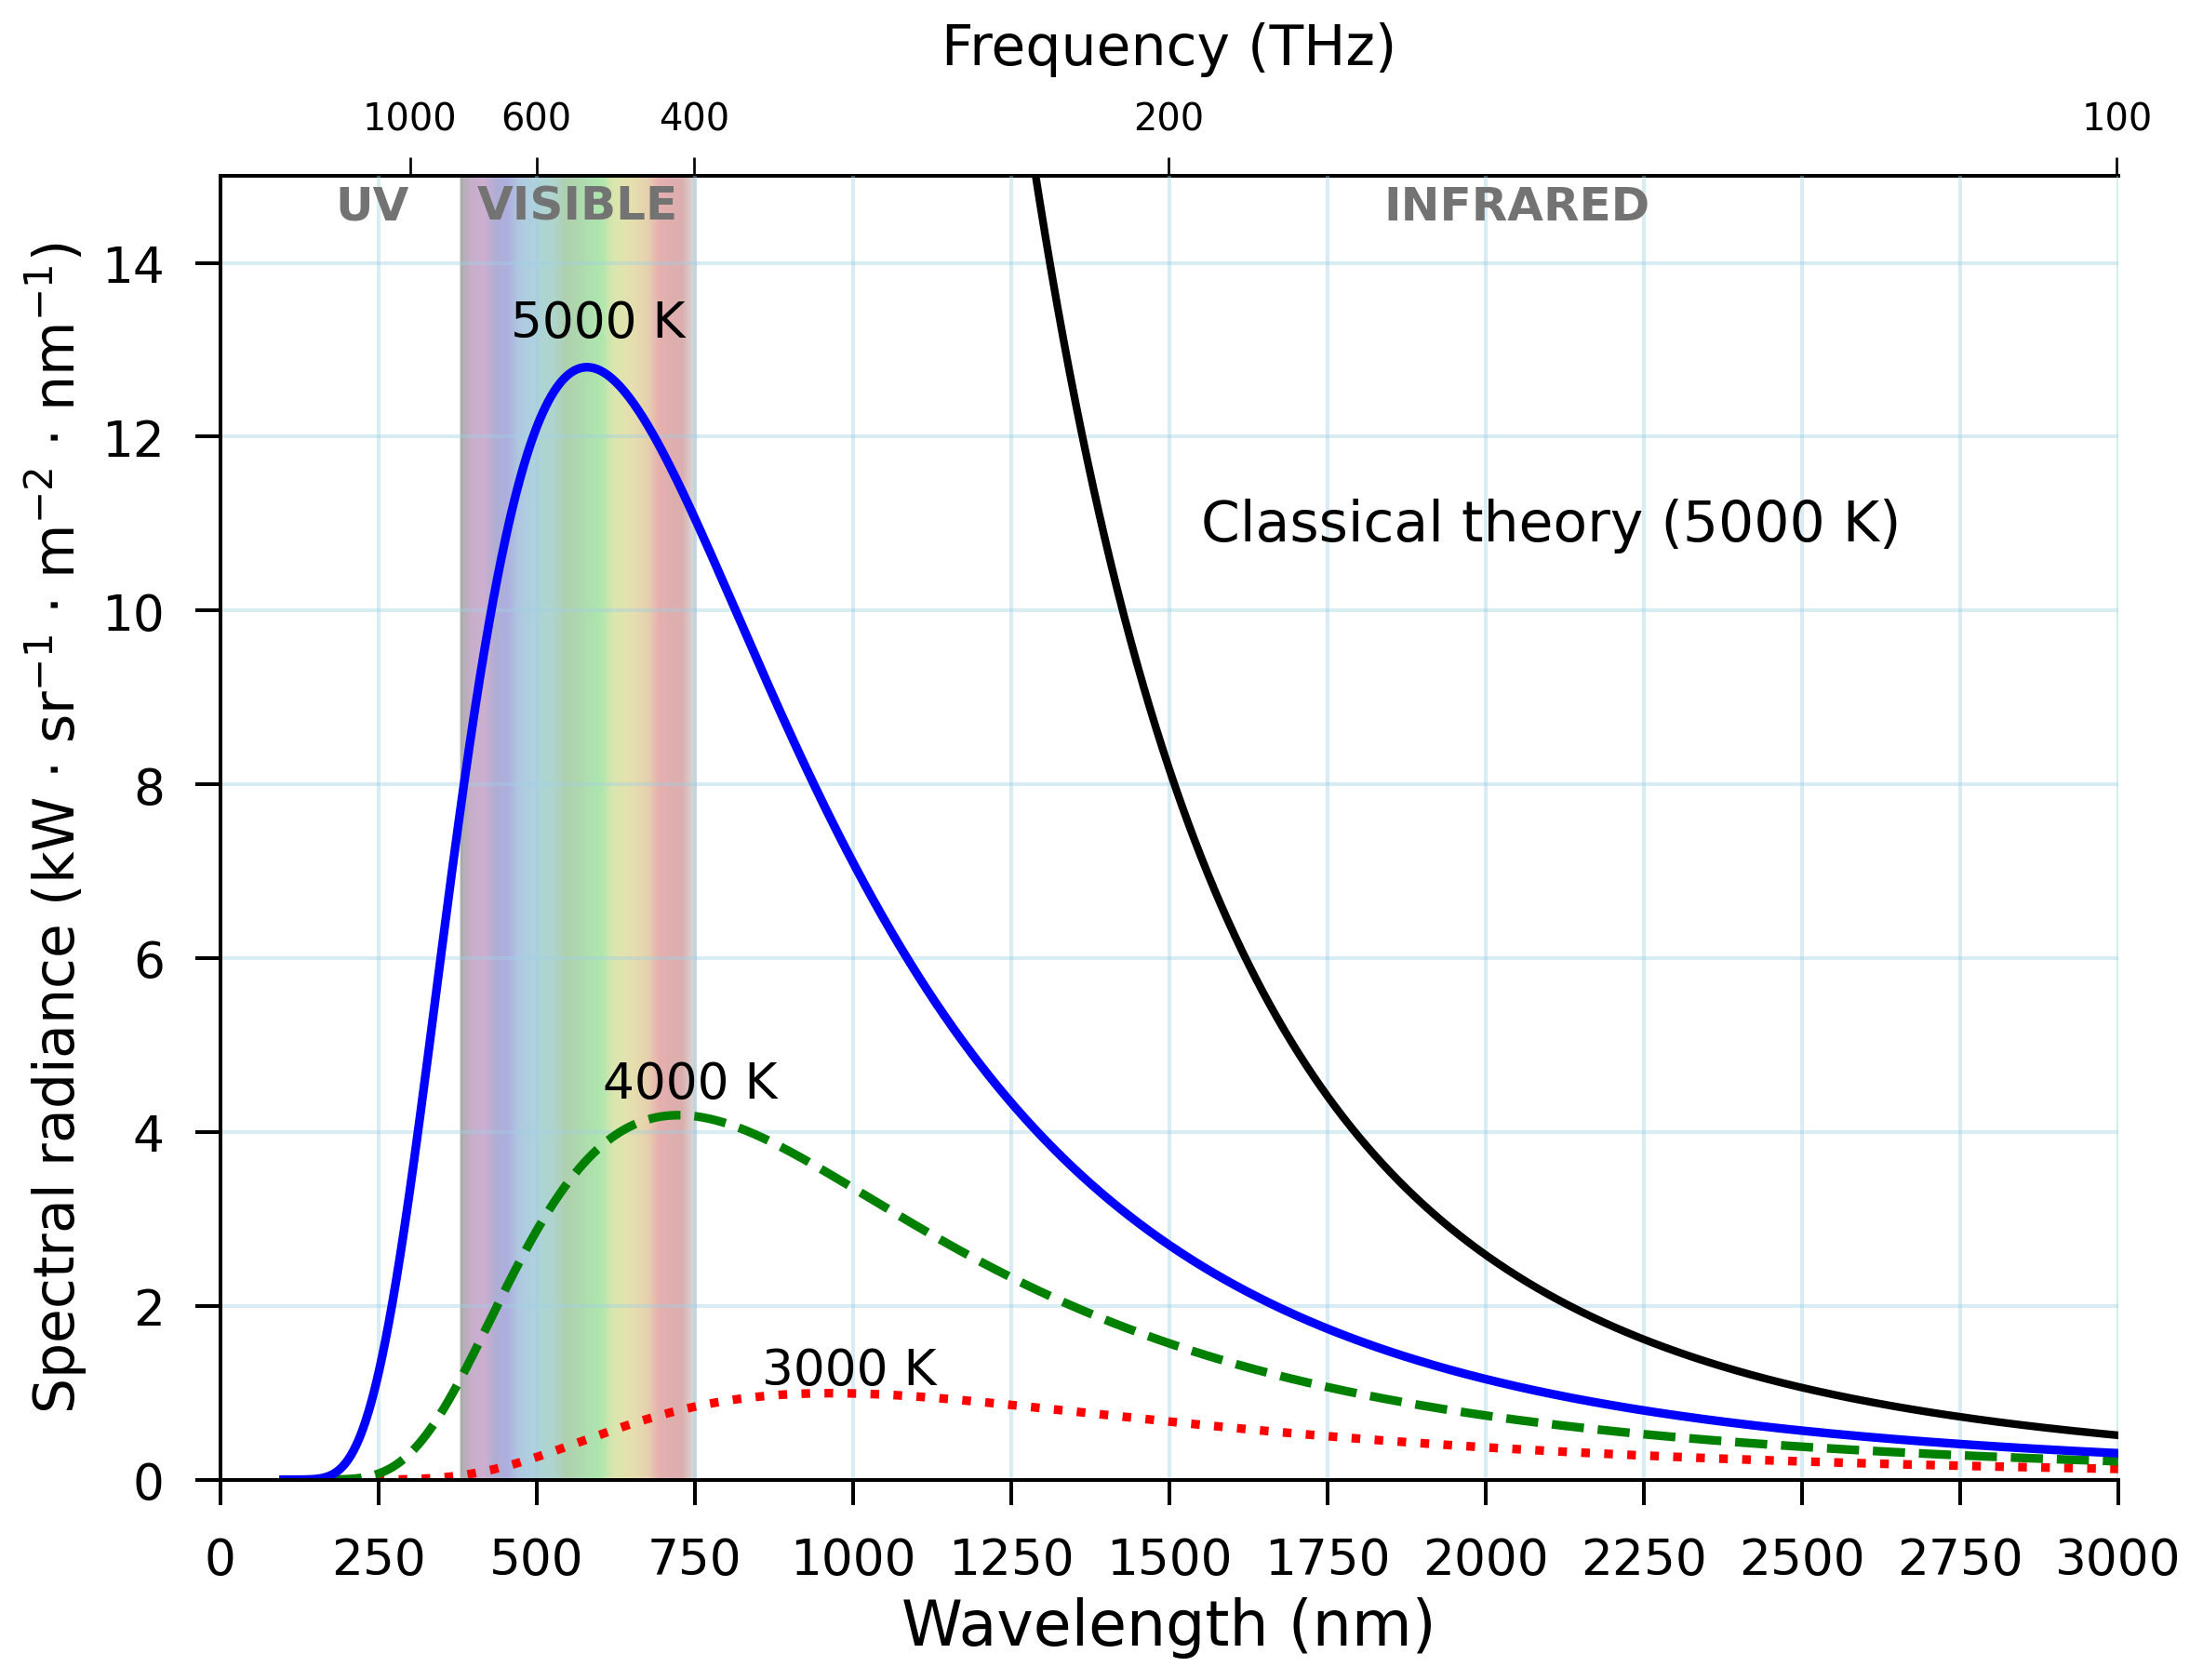 Frequency (THz)
1000 600 400 200 100
UV VISIBLE INFRARED
14
5000 K
12
Classical theory (5000 K)
10
8
6
4000 K
4
2
3000 K
0
Spectral radiance (kW · sr⁻¹ · m⁻² · nm⁻¹)
0 250 500 750 1000 1250 1500 1750 2000 2250 2500 2750 3000
Wavelength (nm)